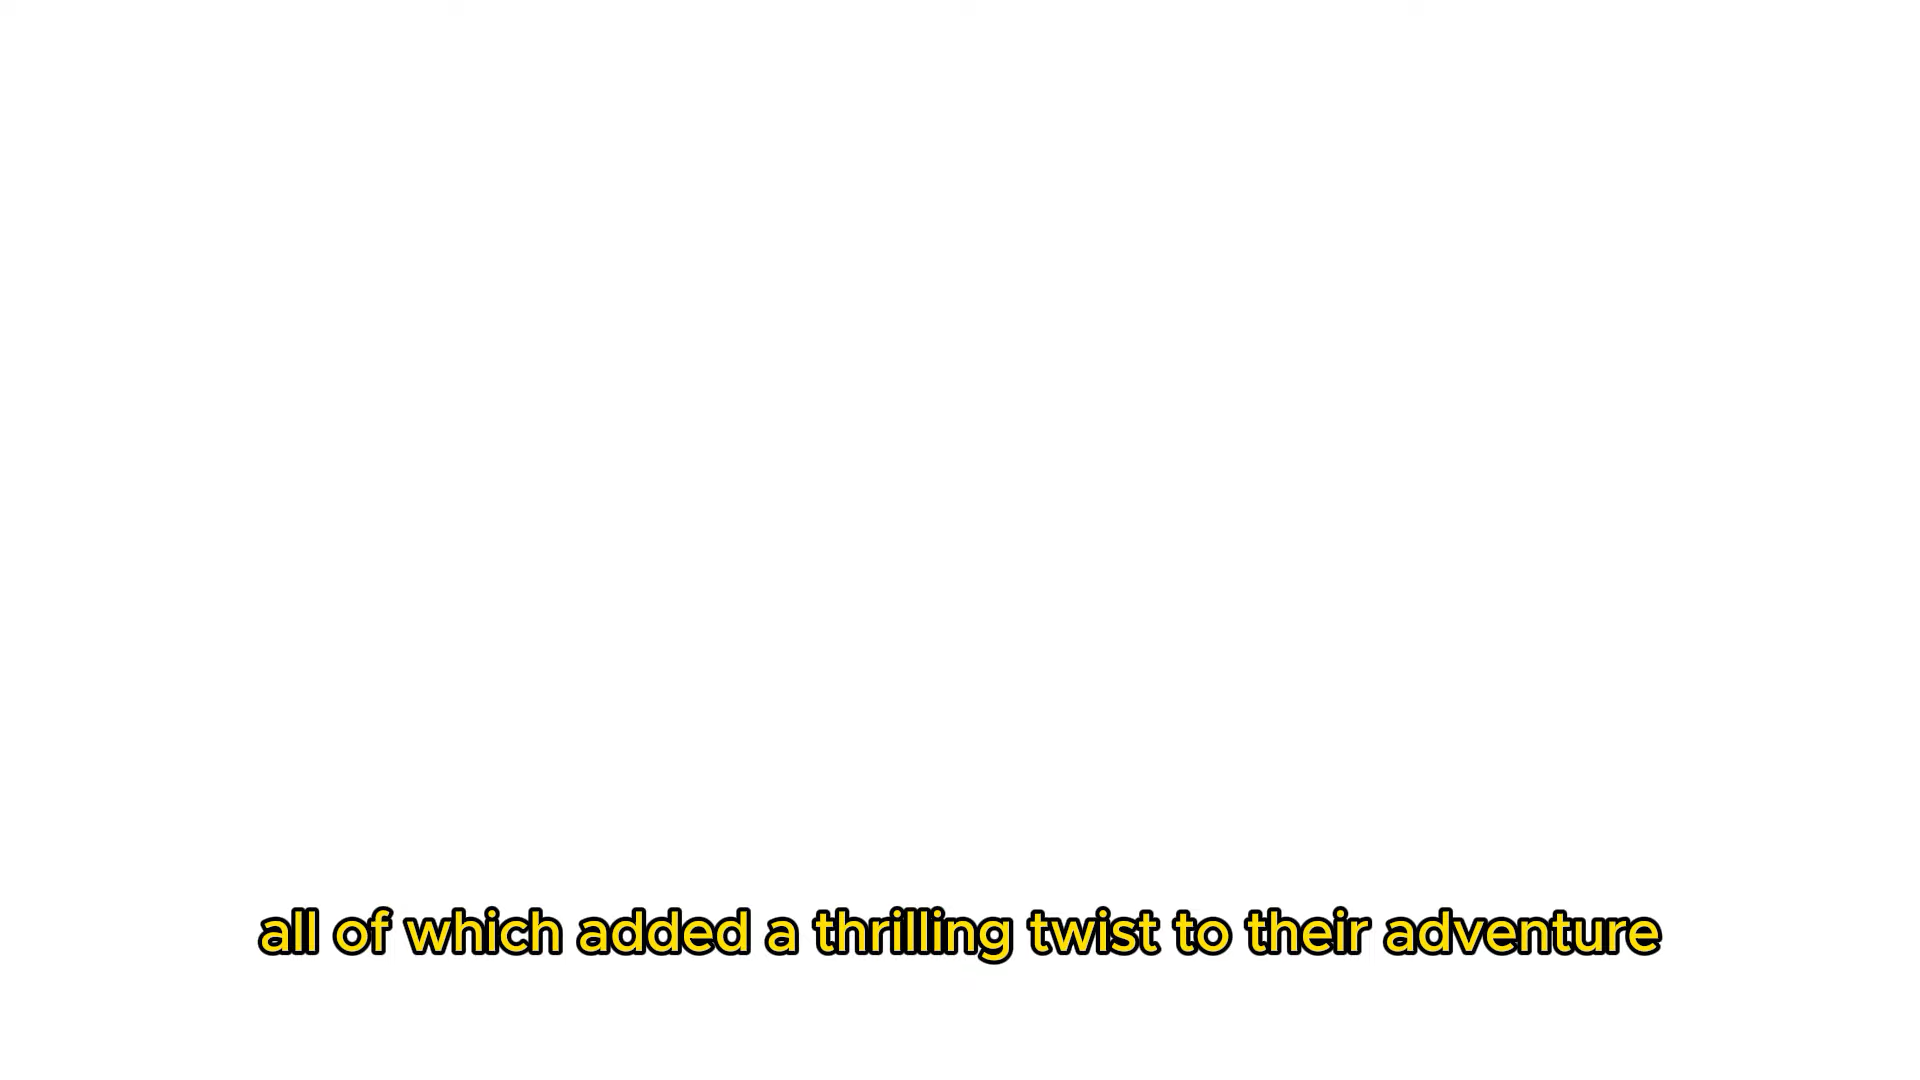 all of which added a thrilling twist to their adventure